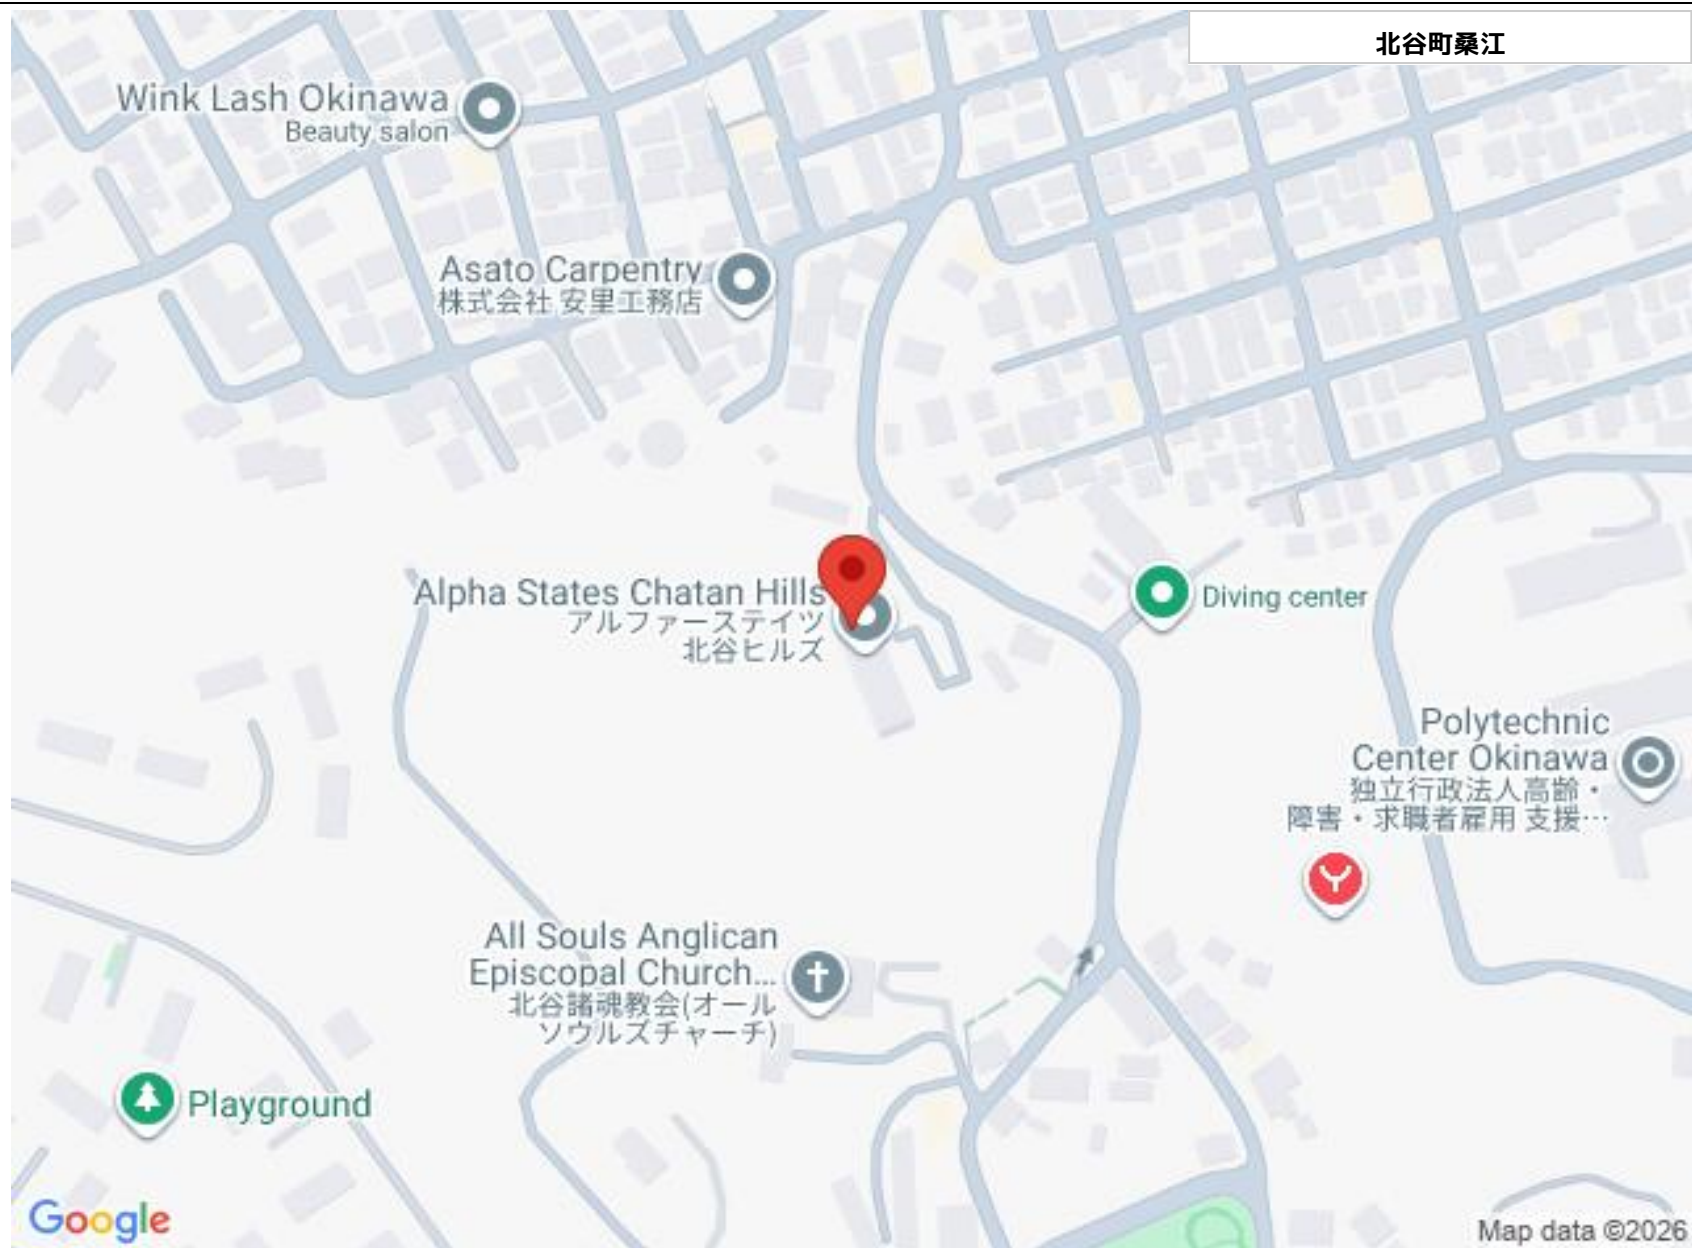 北谷町桑江
Wink Lash Okinawa
Beauty salon
Asato Carpentry
株式会社 安里工務店
Alpha States Chatan Hills
アルファーステイツ
北谷ヒルズ
Diving center
Polytechnic
Center Okinawa
独立行政法人高齢・
障害・求職者雇用 支援…
All Souls Anglican
Episcopal Church...
北谷諸魂教会(オール
ソウルズチャーチ)
Playground
Google
Map data ©2026